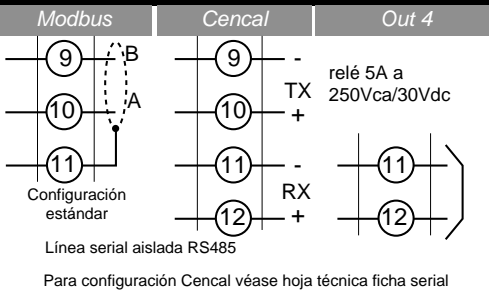 Modbus
Cencal
Out 4
9 B
10 A
11
Configuración
estándar
9 -
TX
10 +
11 -
RX
12 +
relé 5A a
250Vca/30Vdc
11
12
Línea serial aislada RS485
Para configuración Cencal véase hoja técnica ficha serial